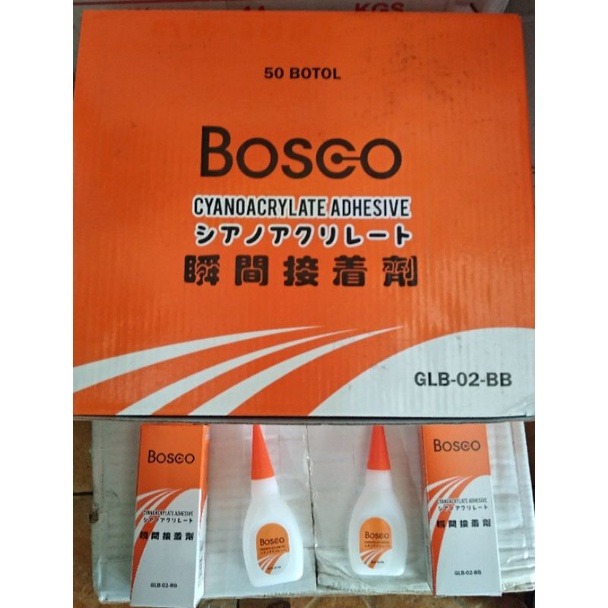 KGS
50 BOTOL
BOSCO
CYANOACRYLATE ADHESIVE
シアノアクリレート
瞬間接着剤
GLB-02-BB
BOSCO
CYANOACRYLATE ADHESIVE
シアノアクリレート
瞬間接着剤
GLB-02-BB
BOSCO
BOSCO
BOSCO
CYANOACRYLATE ADHESIVE
シアノアクリレート
瞬間接着剤
GLB-02-BB